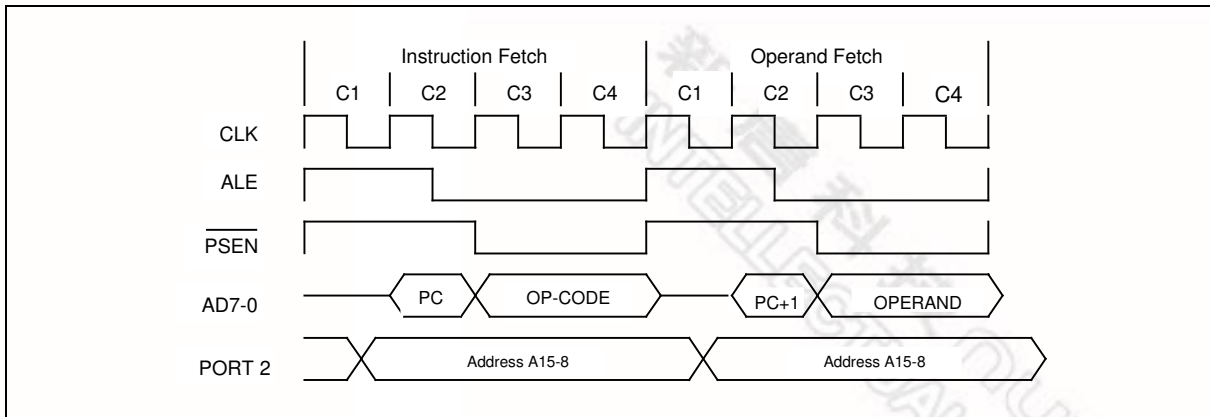 Instruction Fetch Operand Fetch
C1 C2 C3 C4 C1 C2 C3 C4
CLK
ALE
PSEN
AD7-0 PC OP-CODE PC+1 OPERAND
PORT 2 Address A15-8 Address A15-8